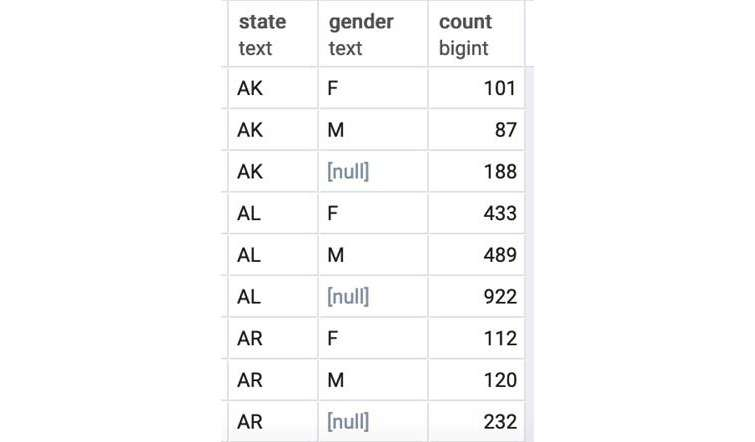 state gender count
text text bigint
AK F 101
AK M 87
AK [null] 188
AL F 433
AL M 489
AL [null] 922
AR F 112
AR M 120
AR [null] 232